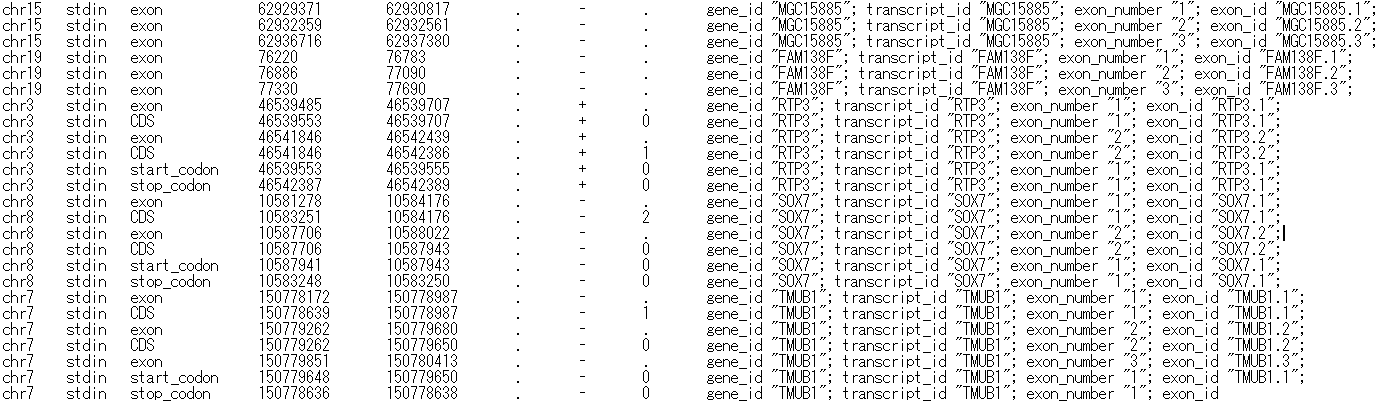 chr15 stdin exon 62929371 62930817 . - . gene_id "MGC15885"; transcript_id "MGC15885"; exon_number "1"; exon_id "MGC15885.1";
chr15 stdin exon 62932359 62932561 . - . gene_id "MGC15885"; transcript_id "MGC15885"; exon_number "2"; exon_id "MGC15885.2";
chr15 stdin exon 62936716 62937380 . - . gene_id "MGC15885"; transcript_id "MGC15885"; exon_number "3"; exon_id "MGC15885.3";
chr19 stdin exon 76220 76783 . - . gene_id "FAM138F"; transcript_id "FAM138F"; exon_number "1"; exon_id "FAM138F.1";
chr19 stdin exon 76886 77090 . - . gene_id "FAM138F"; transcript_id "FAM138F"; exon_number "2"; exon_id "FAM138F.2";
chr19 stdin exon 77330 77690 . - . gene_id "FAM138F"; transcript_id "FAM138F"; exon_number "3"; exon_id "FAM138F.3";
chr3 stdin exon 46539485 46539707 . + . gene_id "RTP3"; transcript_id "RTP3"; exon_number "1"; exon_id "RTP3.1";
chr3 stdin CDS 46539553 46539707 . + 0 gene_id "RTP3"; transcript_id "RTP3"; exon_number "1"; exon_id "RTP3.1";
chr3 stdin exon 46541846 46542439 . + . gene_id "RTP3"; transcript_id "RTP3"; exon_number "2"; exon_id "RTP3.2";
chr3 stdin CDS 46541846 46542386 . + 1 gene_id "RTP3"; transcript_id "RTP3"; exon_number "2"; exon_id "RTP3.2";
chr3 stdin start_codon 46539553 46539555 . + 0 gene_id "RTP3"; transcript_id "RTP3"; exon_number "1"; exon_id "RTP3.1";
chr3 stdin stop_codon 46542387 46542389 . + 0 gene_id "RTP3"; transcript_id "RTP3"; exon_number "1"; exon_id "RTP3.1";
chr8 stdin exon 10581278 10584176 . - . gene_id "SOX7"; transcript_id "SOX7"; exon_number "1"; exon_id "SOX7.1";
chr8 stdin CDS 10583251 10584176 . - 2 gene_id "SOX7"; transcript_id "SOX7"; exon_number "1"; exon_id "SOX7.1";
chr8 stdin exon 10587706 10588022 . - . gene_id "SOX7"; transcript_id "SOX7"; exon_number "2"; exon_id "SOX7.2";
chr8 stdin CDS 10587706 10587943 . - 0 gene_id "SOX7"; transcript_id "SOX7"; exon_number "2"; exon_id "SOX7.2";
chr8 stdin start_codon 10587941 10587943 . - 0 gene_id "SOX7"; transcript_id "SOX7"; exon_number "1"; exon_id "SOX7.1";
chr8 stdin stop_codon 10583248 10583250 . - 0 gene_id "SOX7"; transcript_id "SOX7"; exon_number "1"; exon_id "SOX7.1";
chr7 stdin exon 150778172 150778987 . - . gene_id "TMUB1"; transcript_id "TMUB1"; exon_number "1"; exon_id "TMUB1.1";
chr7 stdin CDS 150778639 150778987 . - 1 gene_id "TMUB1"; transcript_id "TMUB1"; exon_number "1"; exon_id "TMUB1.1";
chr7 stdin exon 150779262 150779680 . - . gene_id "TMUB1"; transcript_id "TMUB1"; exon_number "2"; exon_id "TMUB1.2";
chr7 stdin CDS 150779262 150779650 . - 0 gene_id "TMUB1"; transcript_id "TMUB1"; exon_number "2"; exon_id "TMUB1.2";
chr7 stdin exon 150779851 150780413 . - . gene_id "TMUB1"; transcript_id "TMUB1"; exon_number "3"; exon_id "TMUB1.3";
chr7 stdin start_codon 150779648 150779650 . - 0 gene_id "TMUB1"; transcript_id "TMUB1"; exon_number "1"; exon_id "TMUB1.1";
chr7 stdin stop_codon 150778636 150778638 . - 0 gene_id "TMUB1"; transcript_id "TMUB1"; exon_number "1"; exon_id